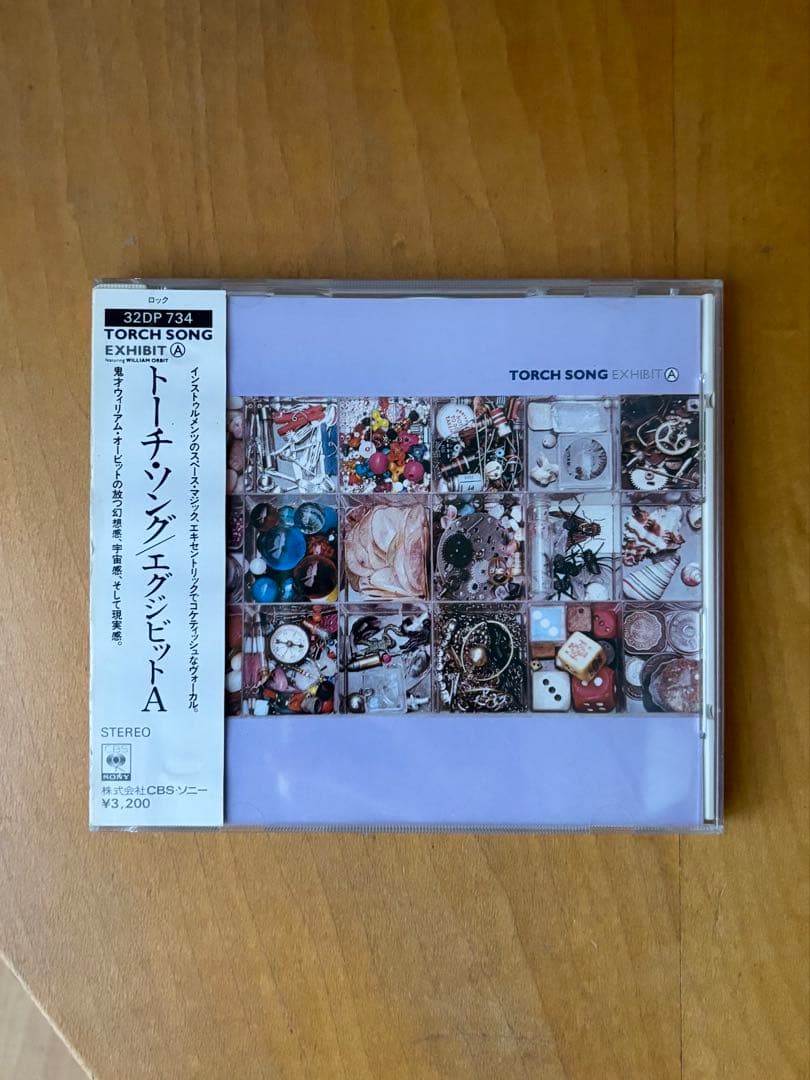 ロック
32DP 734
TORCH SONG
EXHIBIT Ⓐ
featuring WILLIAM ORBIT
インストゥルメンツのスペース・マジック、エキセントリックでコケティッシュなヴォーカル。
鬼才ウィリアム・オービットの放つ幻想感、宇宙感、そして現実感。
トーチ・ソング/エグジビットA
STEREO
CBS
SONY
株式会社CBS・ソニー
¥3,200
TORCH SONG EXHIBIT Ⓐ